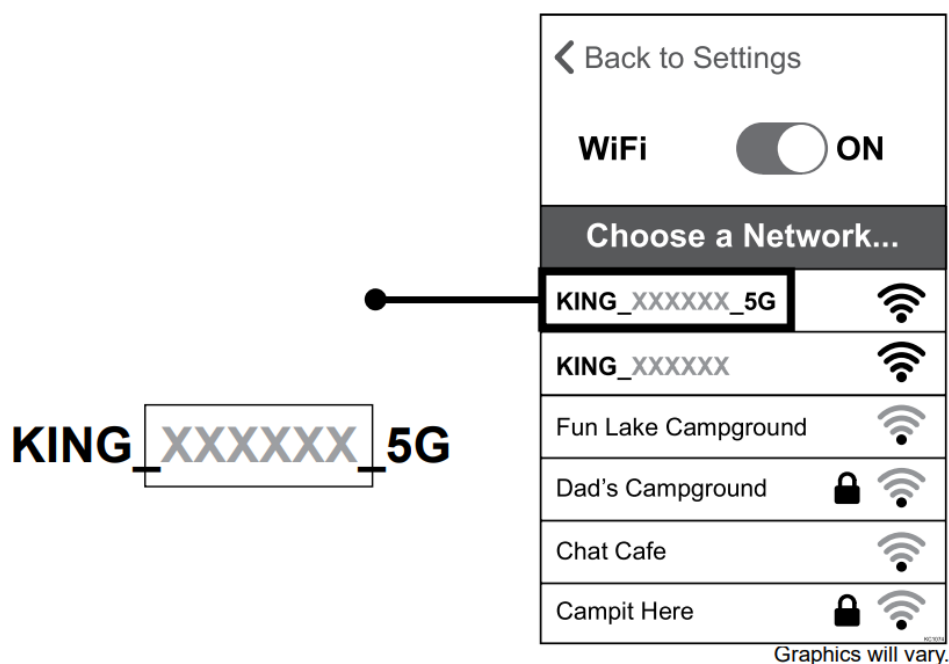 Back to Settings
WiFi ON
Choose a Network...
KING_XXXXXX_5G
KING_XXXXXX
Fun Lake Campground
Dad's Campground
Chat Cafe
Campit Here
KING_XXXXXX_5G
Graphics will vary.